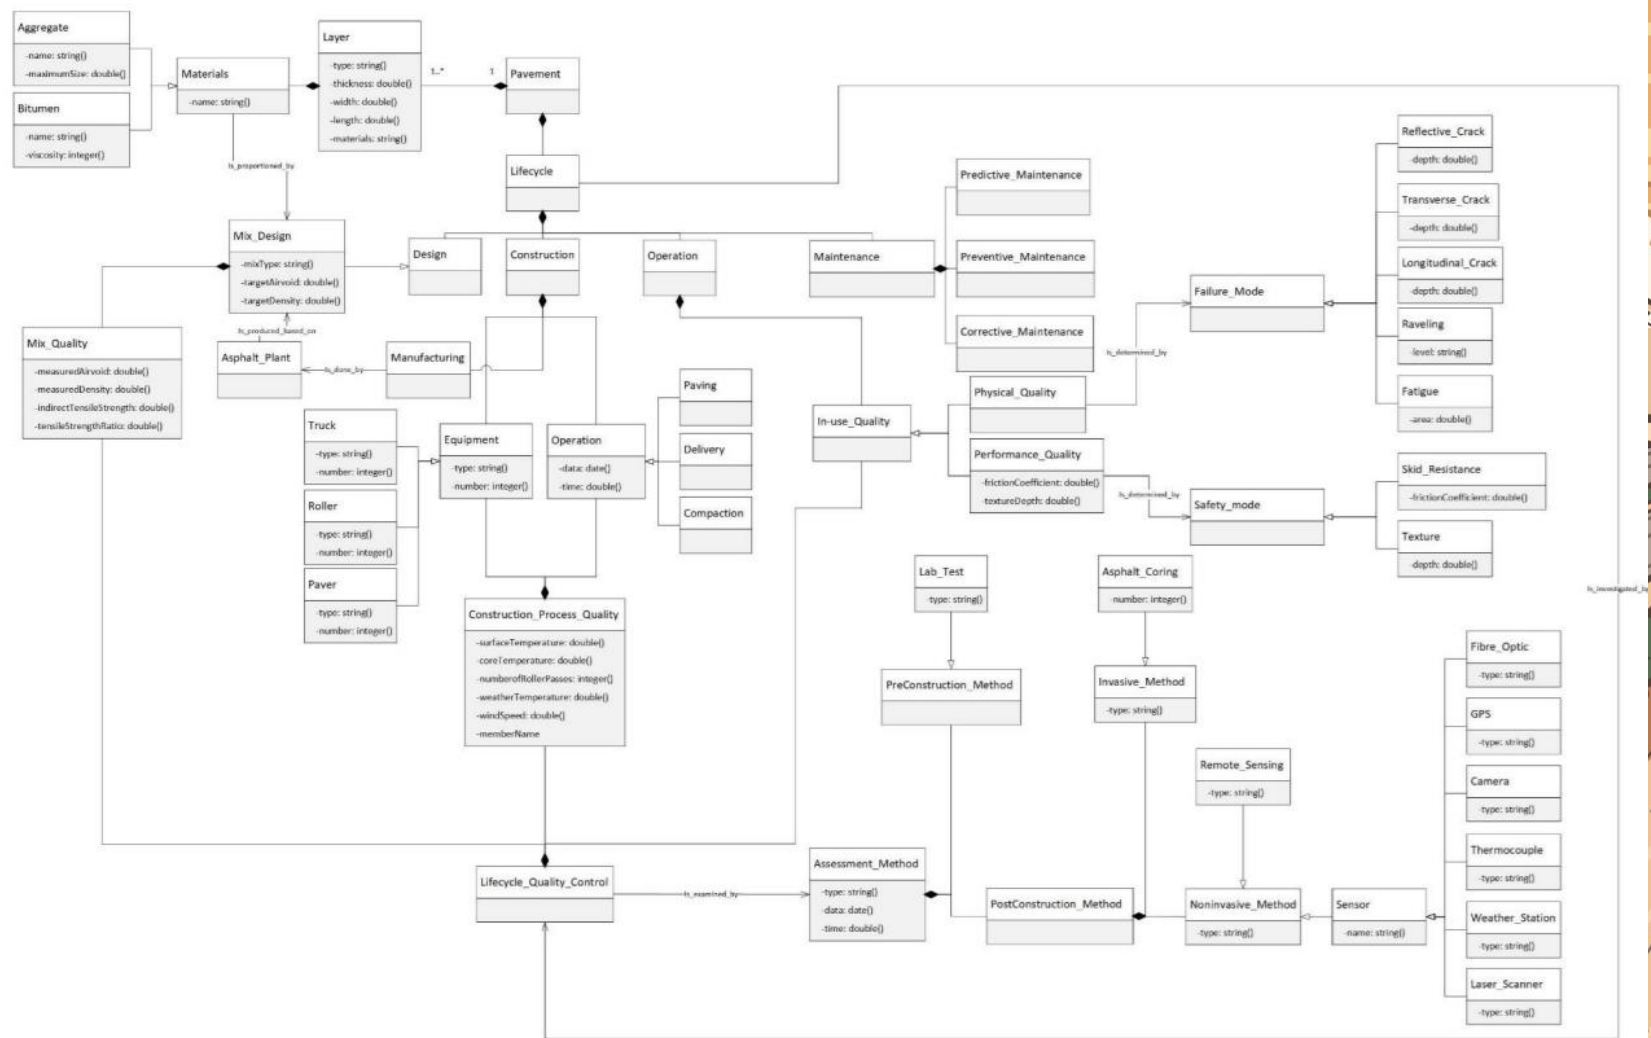 Aggregate
-name: string()
-maximumSize: double()
Bitumen
-name: string()
-viscosity: integer()
Materials
-name: string()
Layer
-type: string()
-thickness: double()
-width: double()
-length: double()
-materials: string()
1..*
1
Pavement
Lifecycle
Is_proportioned_by
Mix_Design
-mixType: string()
-targetAirvoid: double()
-targetDensity: double()
Design
Construction
Operation
Maintenance
Predictive_Maintenance
Preventive_Maintenance
Corrective_Maintenance
Failure_Mode
Reflective_Crack
-depth: double()
Transverse_Crack
-depth: double()
Longitudinal_Crack
-depth: double()
Raveling
-level: string()
Fatigue
-area: double()
Is_produced_based_on
Mix_Quality
-measuredAirvoid: double()
-measuredDensity: double()
-indirectTensileStrength: double()
-tensileStrengthRatio: double()
Asphalt_Plant
Is_done_by
Manufacturing
Is_determined_by
Paving
Delivery
Compaction
In-use_Quality
Physical_Quality
Performance_Quality
-frictionCoefficient: double()
-textureDepth: double()
Is_determined_by
Safety_mode
Skid_Resistance
-frictionCoefficient: double()
Texture
-depth: double()
Truck
-type: string()
-number: integer()
Roller
-type: string()
-number: integer()
Paver
-type: string()
-number: integer()
Equipment
-type: string()
-number: integer()
Operation
-data: date()
-time: double()
Construction_Process_Quality
-surfaceTemperature: double()
-coreTemperature: double()
-numberofRollerPasses: integer()
-weatherTemperature: double()
-windSpeed: double()
-memberName
Lab_Test
-type: string()
Asphalt_Coring
-number: integer()
Is_investigated_by
PreConstruction_Method
Invasive_Method
-type: string()
Remote_Sensing
-type: string()
Fibre_Optic
-type: string()
GPS
-type: string()
Camera
-type: string()
Thermocouple
-type: string()
Weather_Station
-type: string()
Laser_Scanner
-type: string()
Lifecycle_Quality_Control
Is_examined_by
Assessment_Method
-type: string()
-data: date()
-time: double()
PostConstruction_Method
Noninvasive_Method
-type: string()
Sensor
-name: string()